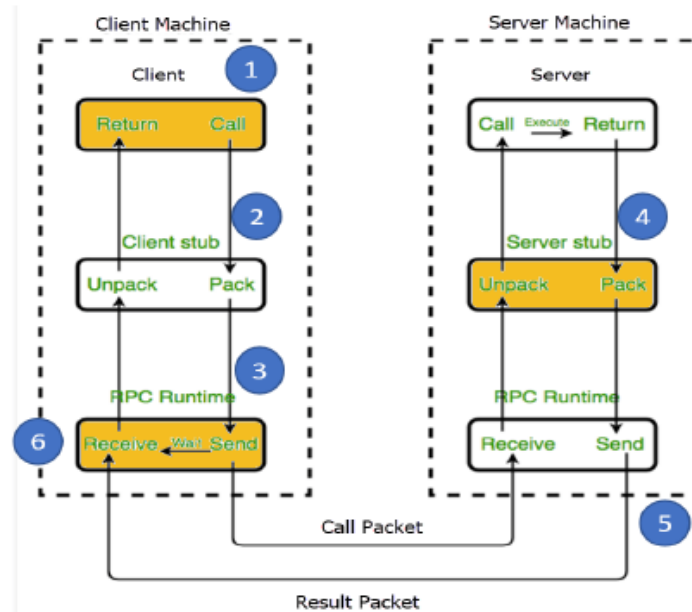 Client Machine
Server Machine
Client
1
Server
Return Call
Call Execute Return
2
4
Client stub
Server stub
Unpack Pack
Unpack Pack
3
RPC Runtime
RPC Runtime
6
Receive Wait Send
Receive Send
5
Call Packet
Result Packet